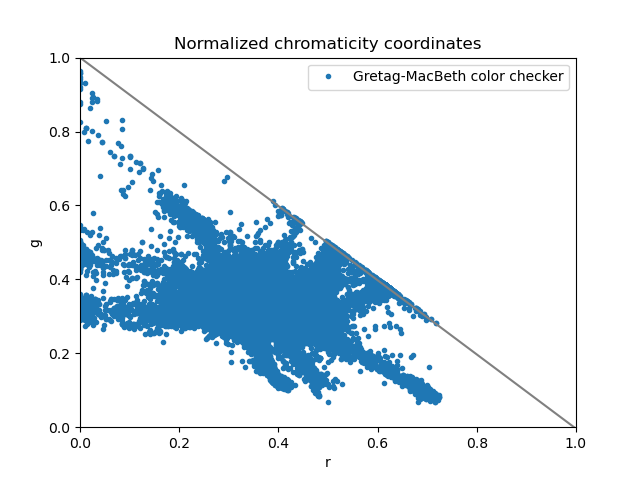 Normalized chromaticity coordinates
Gretag-MacBeth color checker
1.0
0.8
0.6
0.4
0.2
0.0
g
0.0 0.2 0.4 0.6 0.8 1.0
r